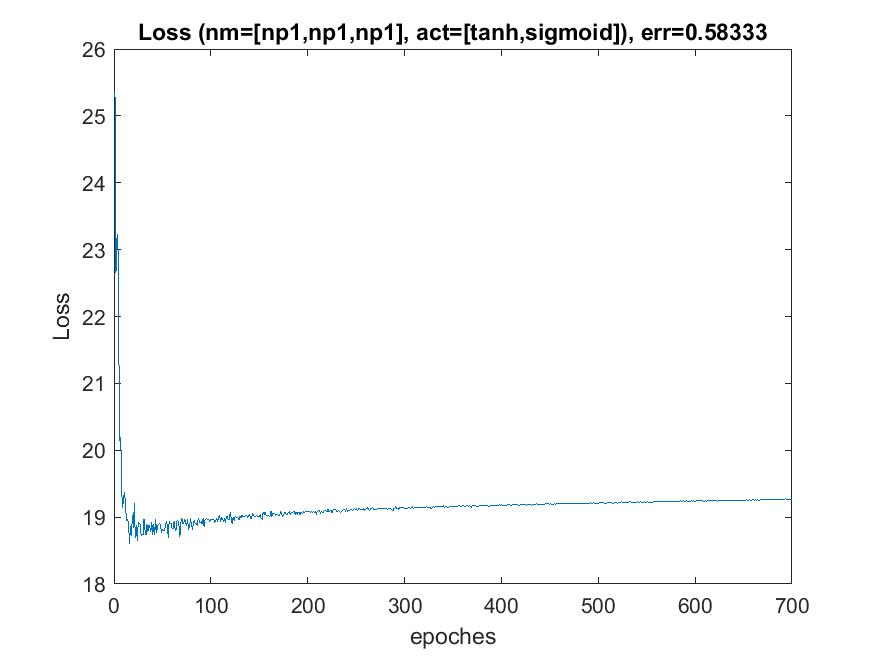 Loss (nm=[np1,np1,np1], act=[tanh,sigmoid]), err=0.58333
26
25
24
23
22
21
20
19
18
Loss
0 100 200 300 400 500 600 700
epoches